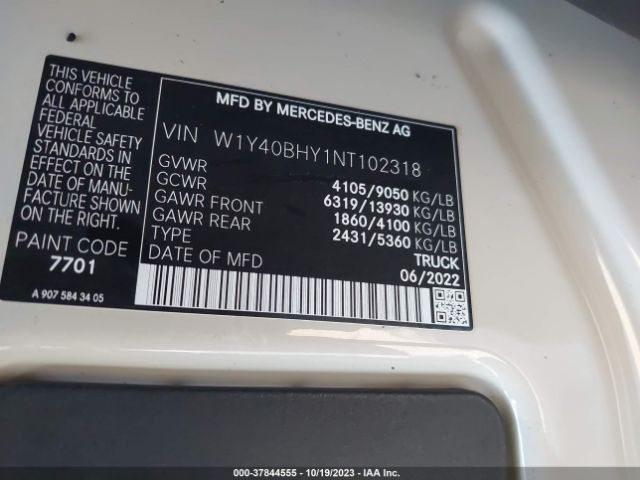 THIS VEHICLE
CONFORMS TO
ALL APPLICABLE
FEDERAL
VEHICLE SAFETY
STANDARDS IN
EFFECT ON THE
DATE OF MANU-
FACTURE SHOWN
ON THE RIGHT.
PAINT CODE
7701
A 907 584 34 05
MFD BY MERCEDES-BENZ AG
VIN W1Y40BHY1NT102318
GVWR 4105/9050 KG/LB
GCWR 6319/13930 KG/LB
GAWR FRONT 1860/4100 KG/LB
GAWR REAR 2431/5360 KG/LB
TYPE TRUCK
DATE OF MFD 06/2022
000-37844555 - 10/19/2023 - IAA Inc.